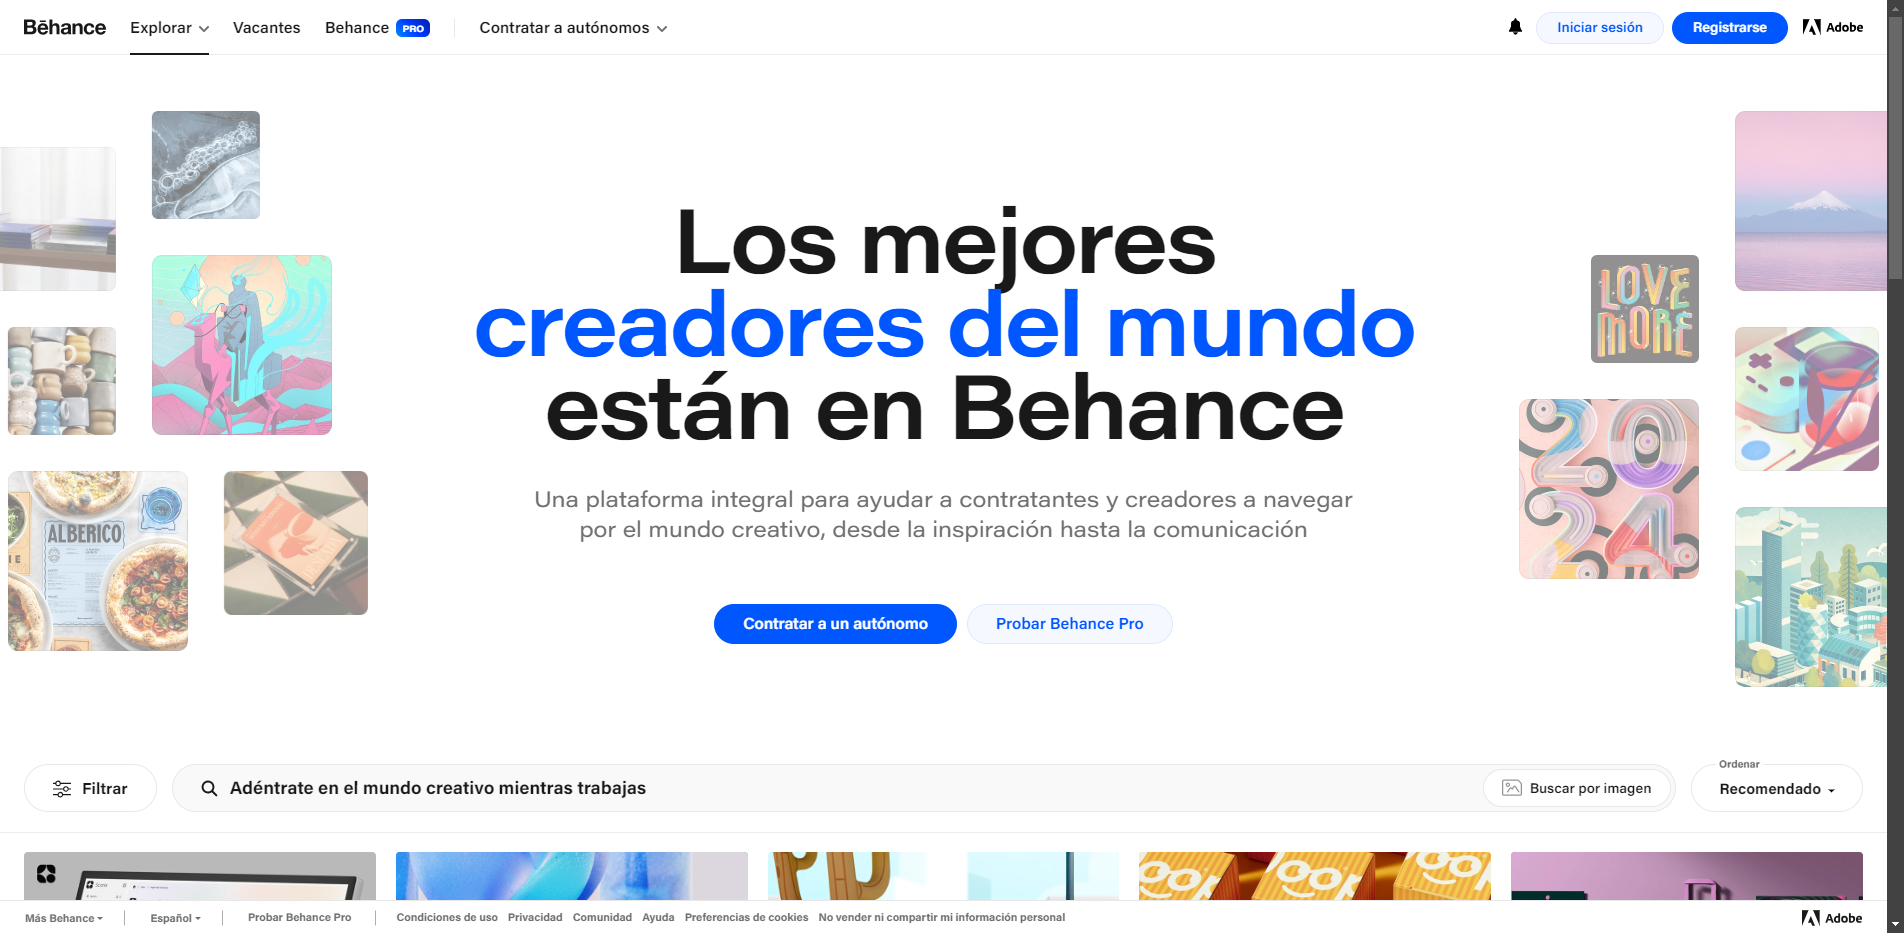 Bēhance
Explorar
Vacantes
Behance PRO
Contratar a autónomos
Iniciar sesión
Registrarse
Adobe
Los mejores
creadores del mundo
están en Behance
Una plataforma integral para ayudar a contratantes y creadores a navegar
por el mundo creativo, desde la inspiración hasta la comunicación
Contratar a un autónomo
Probar Behance Pro
LOVE
MORE
20
24
ALBERICO
Filtrar
Adéntrate en el mundo creativo mientras trabajas
Buscar por imagen
Ordenar
Recomendado
Más Behance
Español
Probar Behance Pro
Condiciones de uso
Privacidad
Comunidad
Ayuda
Preferencias de cookies
No vender ni compartir mi información personal
Adobe